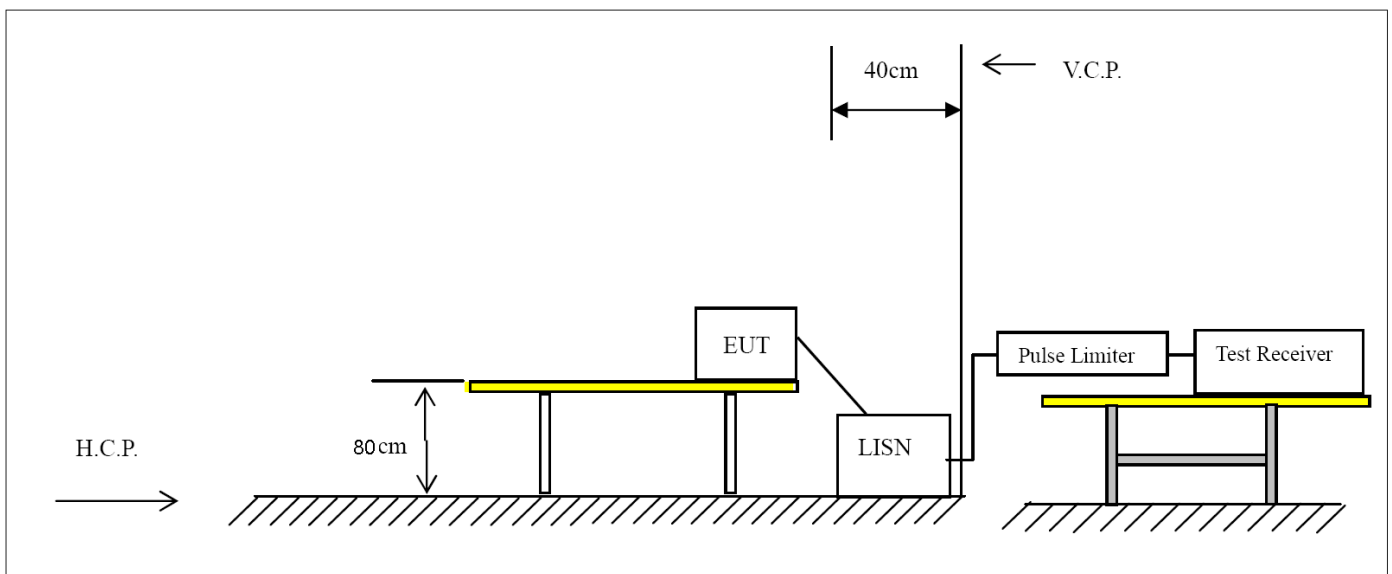 40cm
V.C.P.
EUT
Pulse Limiter
Test Receiver
80cm
H.C.P.
LISN